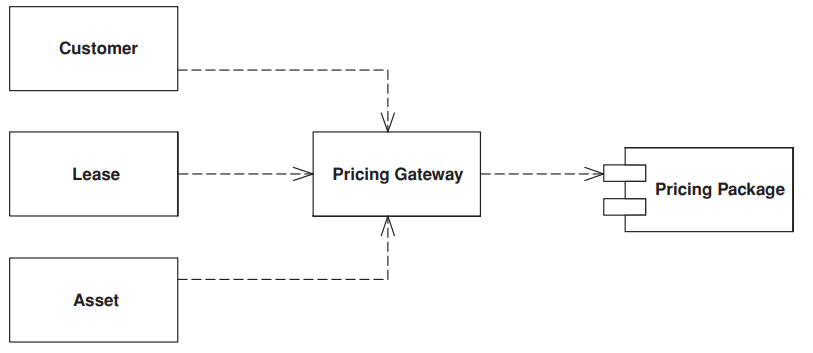 Customer
Lease
Pricing Gateway
Pricing Package
Asset